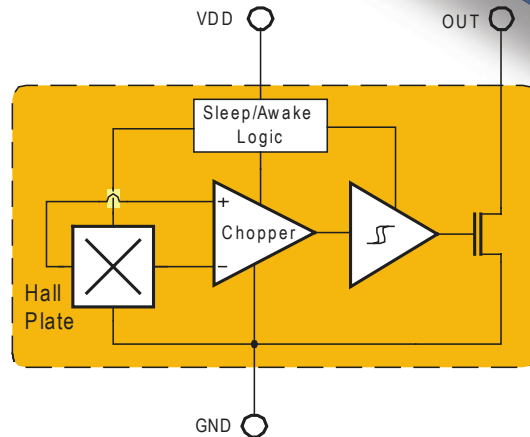 VDD
OUT
Sleep/Awake
Logic
+
Chopper
−
Hall
Plate
GND